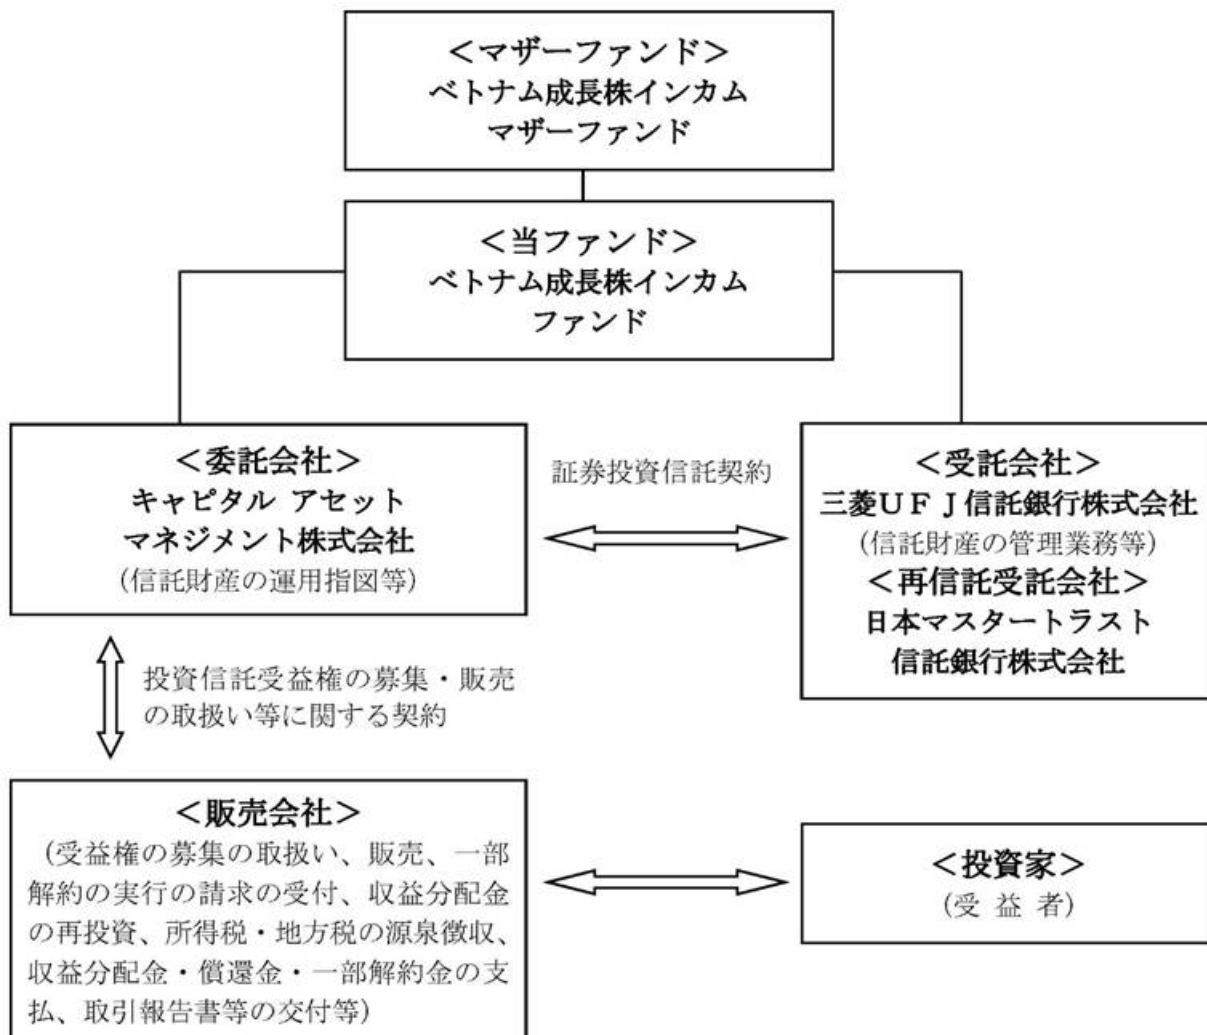 ＜マザーファンド＞
ベトナム成長株インカム
マザーファンド
＜当ファンド＞
ベトナム成長株インカム
ファンド
＜委託会社＞
キャピタル アセット
マネジメント株式会社
(信託財産の運用指図等)
証券投資信託契約
＜受託会社＞
三菱ＵＦＪ信託銀行株式会社
(信託財産の管理業務等)
＜再信託受託会社＞
日本マスタートラスト
信託銀行株式会社
投資信託受益権の募集・販売
の取扱い等に関する契約
＜販売会社＞
(受益権の募集の取扱い、販売、一部
解約の実行の請求の受付、収益分配金
の再投資、所得税・地方税の源泉徴収、
収益分配金・償還金・一部解約金の支
払、取引報告書等の交付等)
＜投資家＞
(受 益 者)